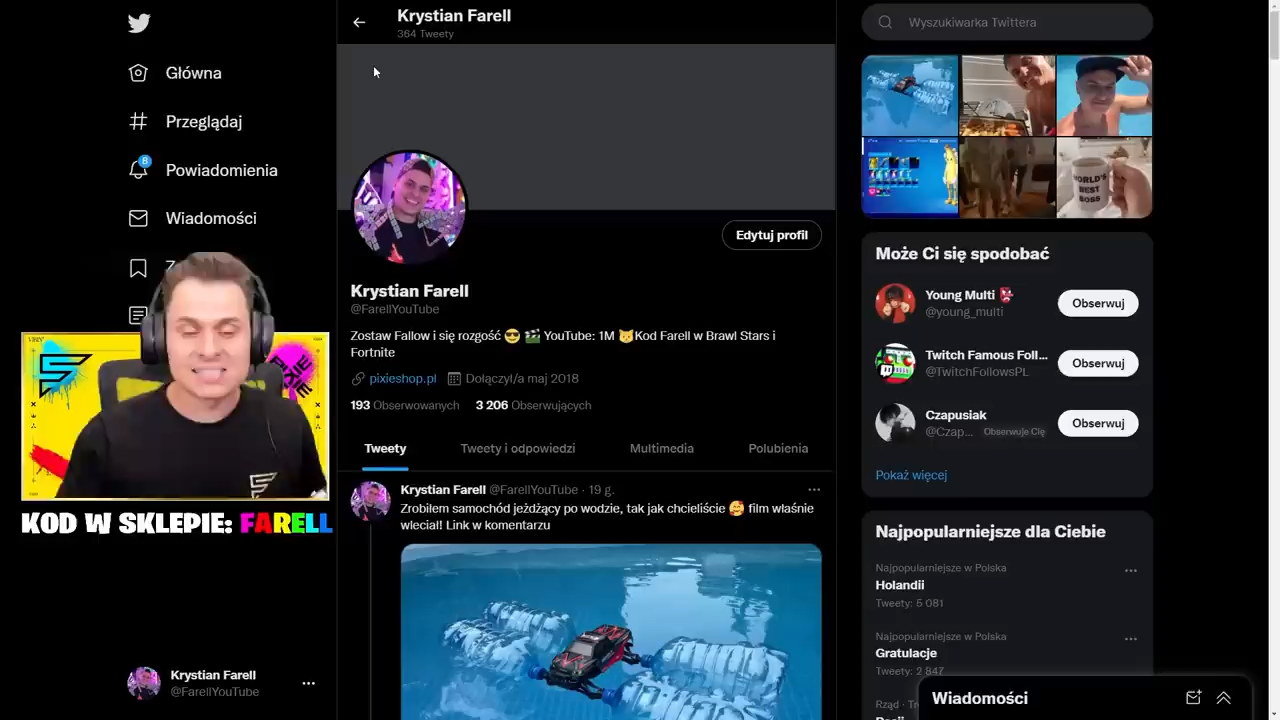 Główna
Przeglądaj
8
Powiadomienia
Wiadomości
KOD W SKLEPIE: FARELL
Krystian Farell
@FarellYouTube
Krystian Farell
364 Tweety
Edytuj profil
Krystian Farell
@FarellYouTube
Zostaw Fallow i się rozgość 😎 🎬 YouTube: 1M 😼Kod Farell w Brawl Stars i
Fortnite
pixieshop.pl Dołączył/a maj 2018
193 Obserwowanych 3 206 Obserwujących
Tweety Tweety i odpowiedzi Multimedia Polubienia
Krystian Farell @FarellYouTube · 19 g.
Zrobiłem samochód jeżdżący po wodzie, tak jak chcieliście 🥰 film właśnie
wleciał! Link w komentarzu
Wyszukiwarka Twittera
WORLD'S
BEST
BOSS
Może Ci się spodobać
Young Multi 👺
@young_multi
Obserwuj
Twitch Famous Foll...
@TwitchFollowsPL
Obserwuj
Czapusiak
@Czap... Obserwuje Cię
Obserwuj
Pokaż więcej
Najpopularniejsze dla Ciebie
Najpopularniejsze w Polska
Holandii
Tweety: 5 081
Najpopularniejsze w Polska
Gratulacje
Tweety: 2 847
Wiadomości